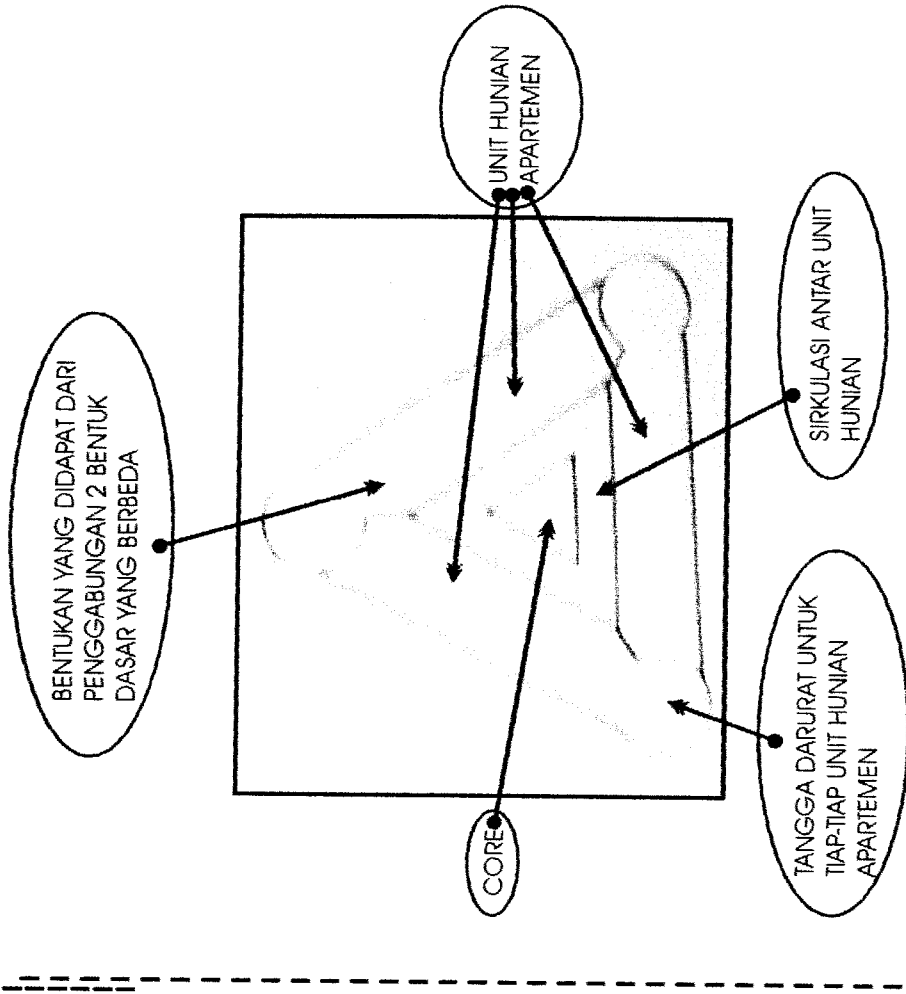 BENTUKAN YANG DIDAPAT DARI
PENGGABUNGAN 2 BENTUK
DASAR YANG BERBEDA
UNIT HUNIAN
APARTEMEN
CORE
SIRKULASI ANTAR UNIT
HUNIAN
TANGGA DARURAT UNTUK
TIAP-TIAP UNIT HUNIAN
APARTEMEN